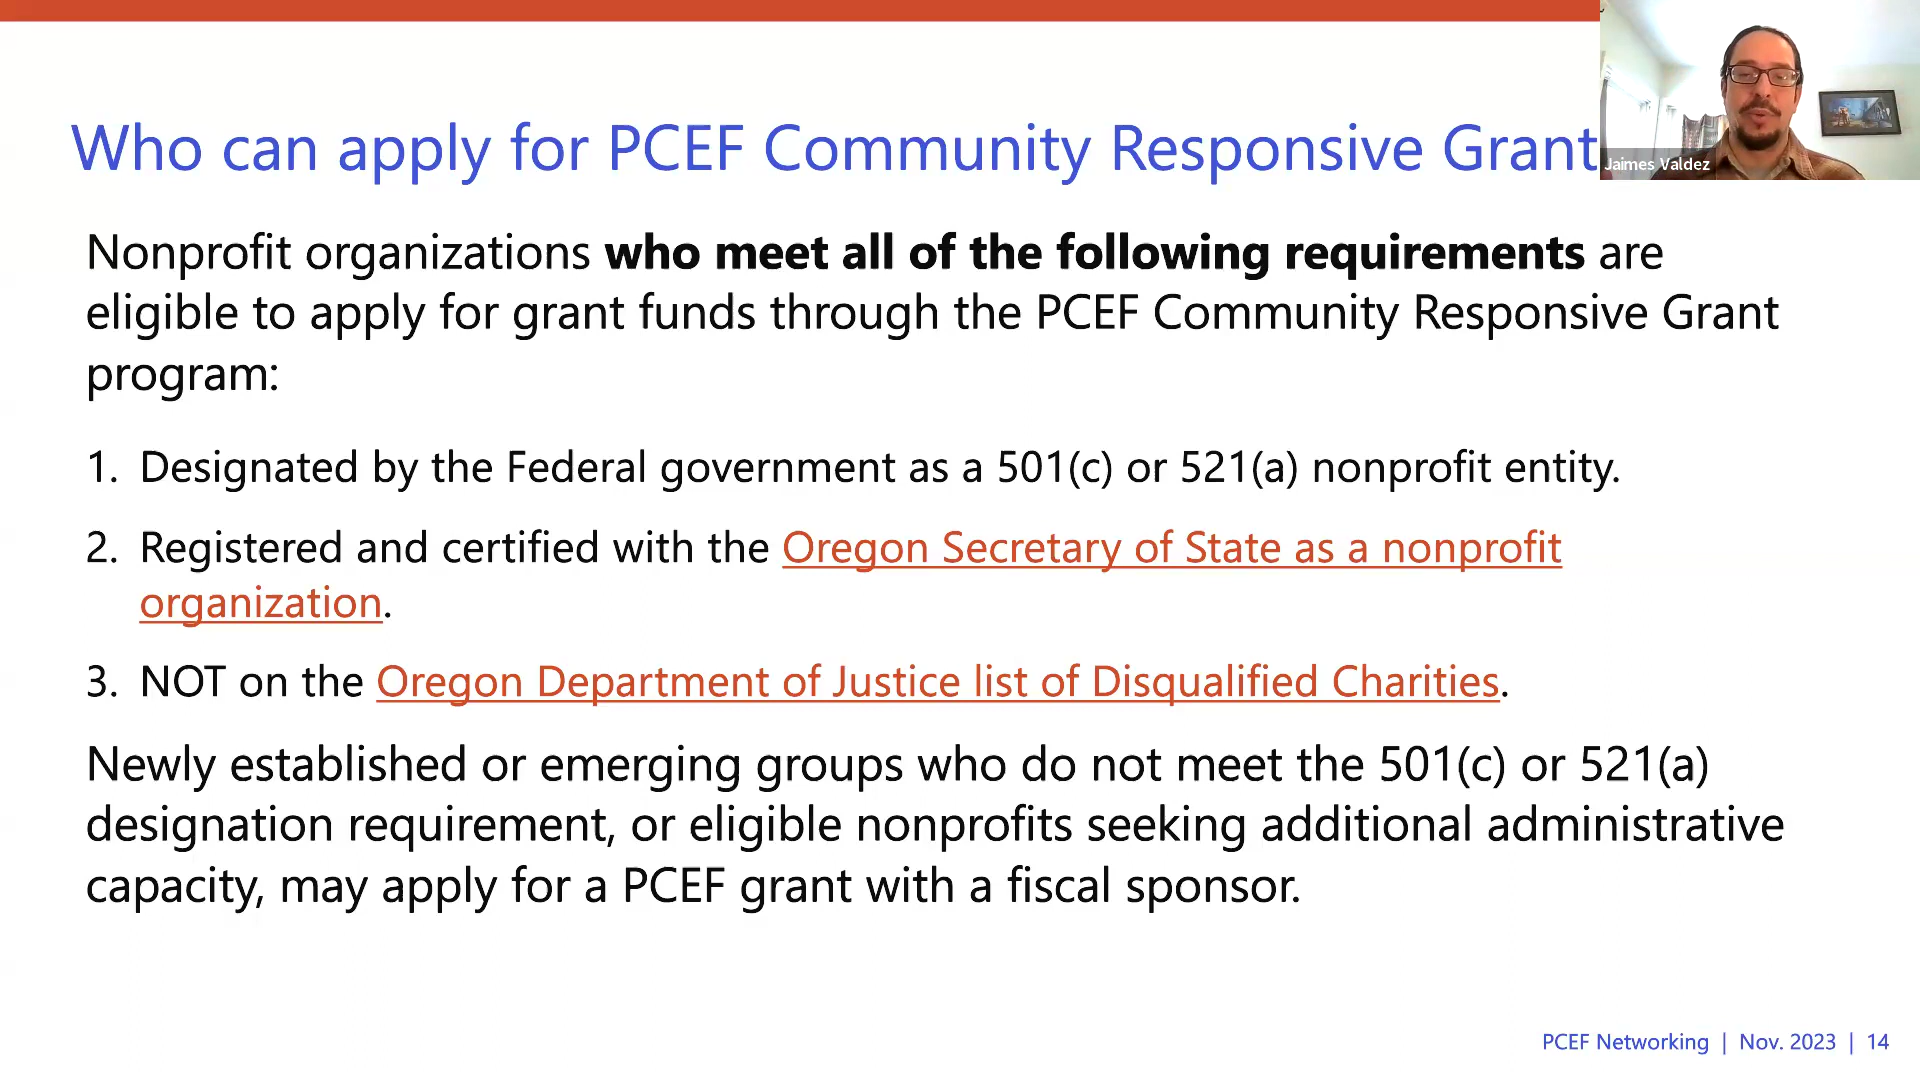 Who can apply for PCEF Community Responsive Grant
Jaimes Valdez
Nonprofit organizations who meet all of the following requirements are
eligible to apply for grant funds through the PCEF Community Responsive Grant
program:
1. Designated by the Federal government as a 501(c) or 521(a) nonprofit entity.
2. Registered and certified with the Oregon Secretary of State as a nonprofit
organization.
3. NOT on the Oregon Department of Justice list of Disqualified Charities.
Newly established or emerging groups who do not meet the 501(c) or 521(a)
designation requirement, or eligible nonprofits seeking additional administrative
capacity, may apply for a PCEF grant with a fiscal sponsor.
PCEF Networking | Nov. 2023 | 14